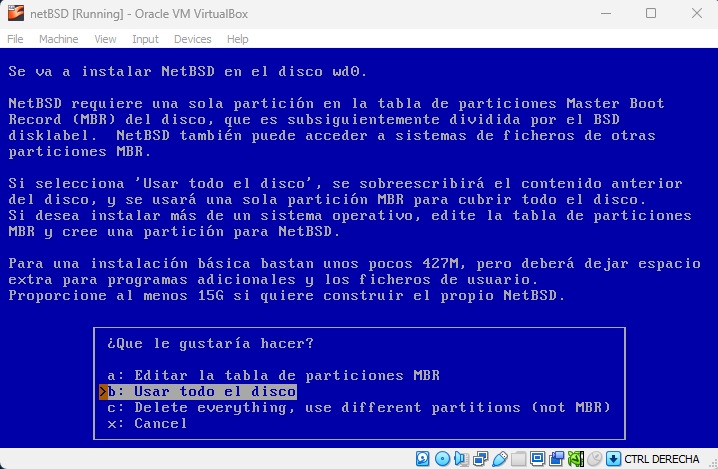 netBSD [Running] - Oracle VM VirtualBox
File Machine View Input Devices Help
Se va a instalar NetBSD en el disco wd0.
NetBSD requiere una sola partición en la tabla de particiones Master Boot
Record (MBR) del disco, que es subsiguientemente dividida por el BSD
disklabel.  NetBSD también puede acceder a sistemas de ficheros de otras
particiones MBR.
Si selecciona 'Usar todo el disco', se sobreescribirá el contenido anterior
del disco, y se usará una sola partición MBR para cubrir todo el disco.
Si desea instalar más de un sistema operativo, edite la tabla de particiones
MBR y cree una partición para NetBSD.
Para una instalación básica bastan unos pocos 427M, pero deberá dejar espacio
extra para programas adicionales y los ficheros de usuario.
Proporcione al menos 15G si quiere construir el propio NetBSD.
¿Que le gustaría hacer?
a: Editar la tabla de particiones MBR
>b: Usar todo el disco
c: Delete everything, use different partitions (not MBR)
x: Cancel
CTRL DERECHA